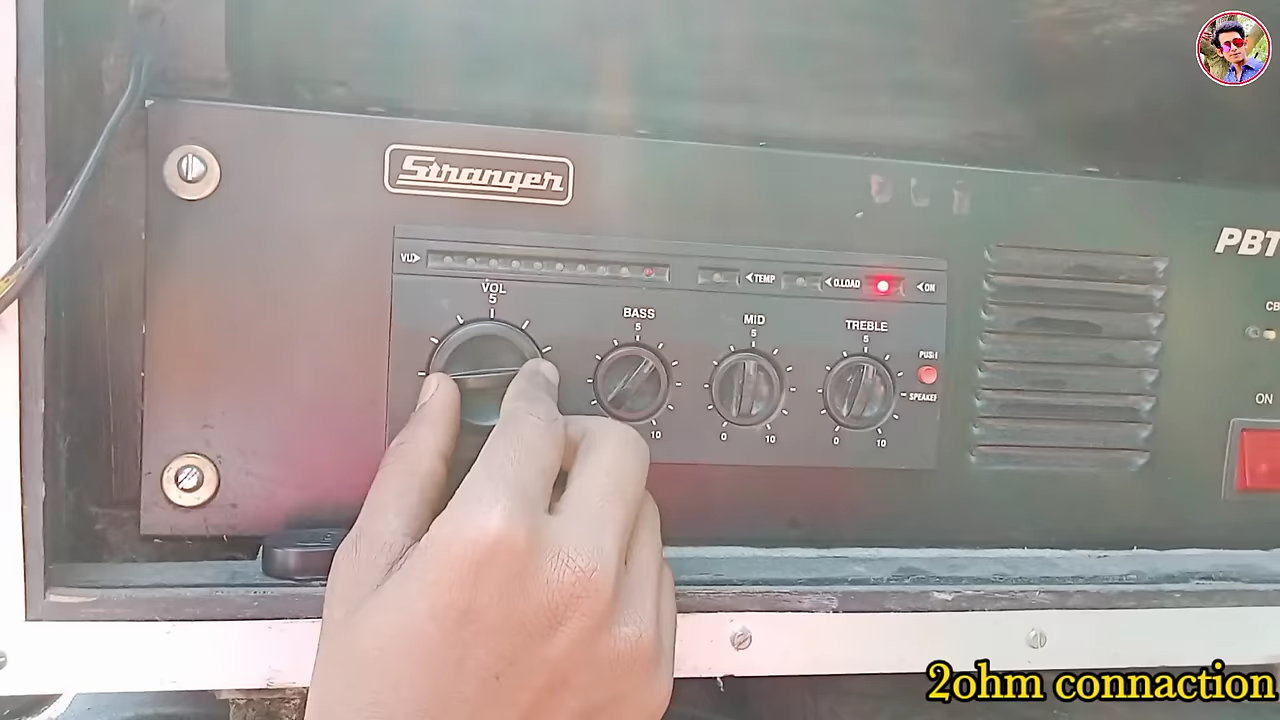 Stranger
PBT
VU
TEMP
O.LOAD
ON
VOL
5
BASS
5
10
MID
5
0
10
TREBLE
5
0
10
PUSH
SPEAKER
CB
ON
2ohm connaction